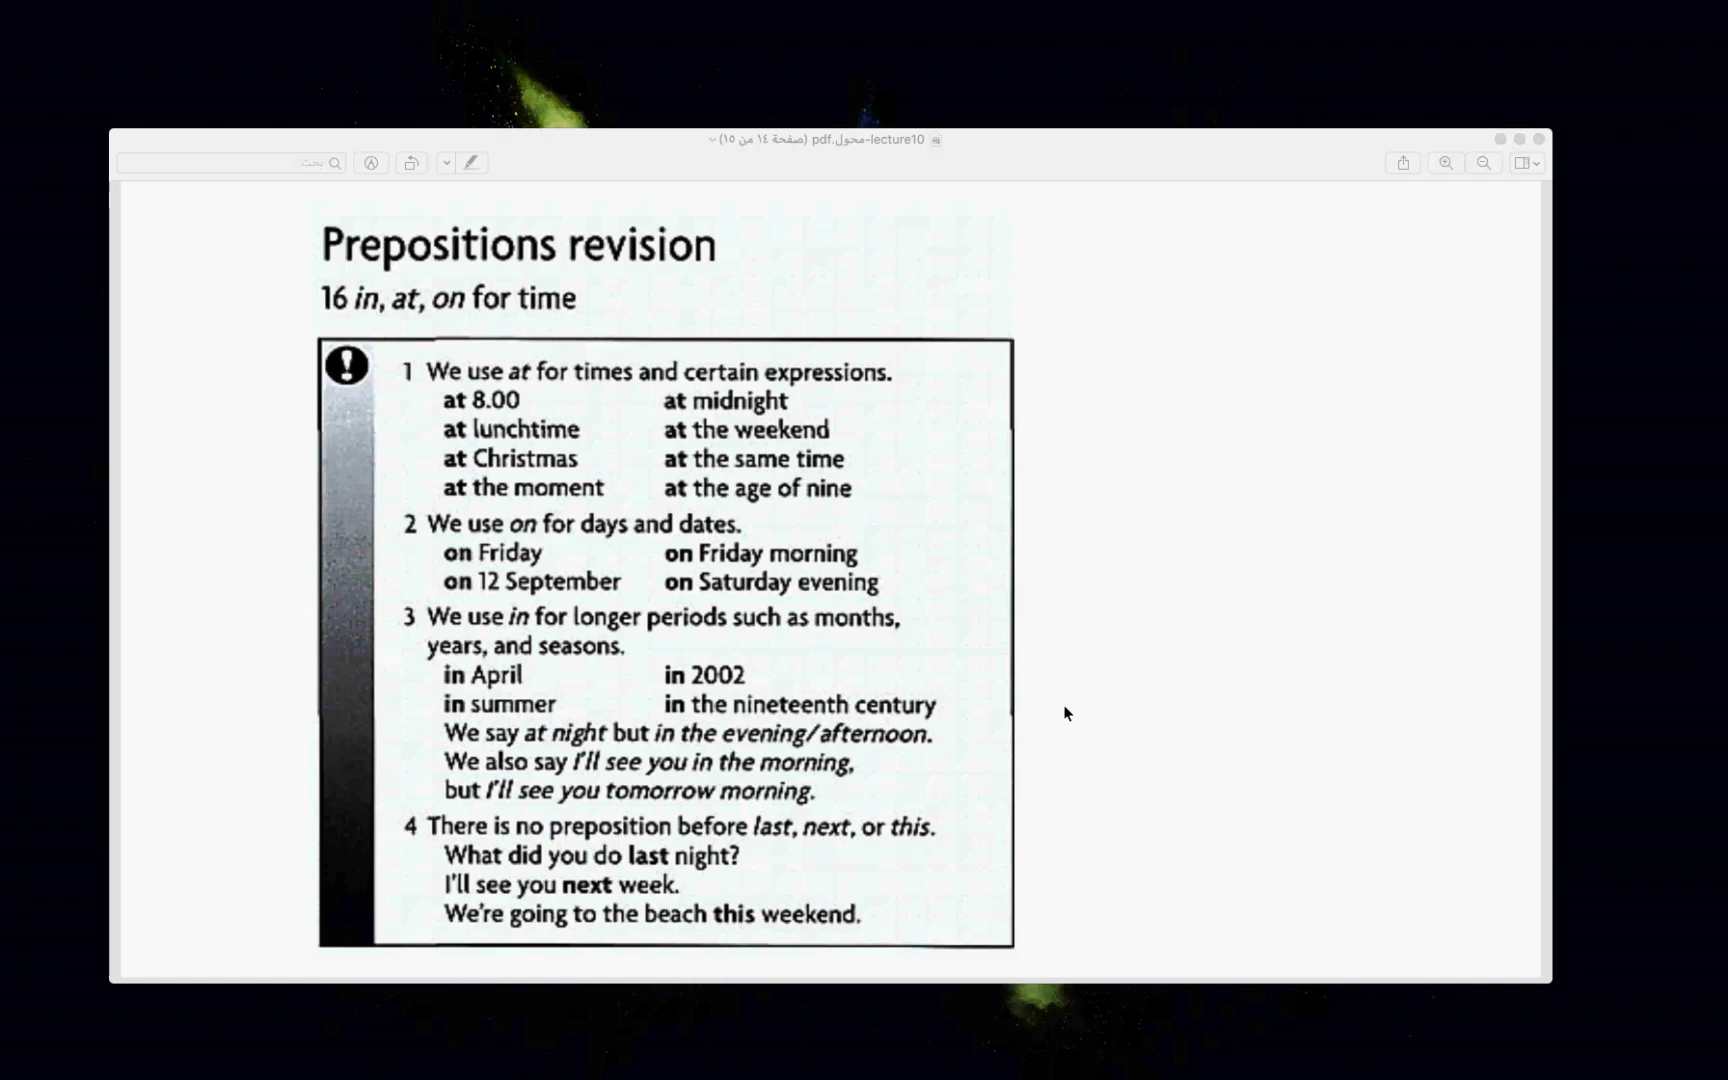 lecture10-محول.pdf (صفحة ١٤ من ١٥)
بحث
Prepositions revision
16 in, at, on for time
1 We use at for times and certain expressions.
at 8.00 at midnight
at lunchtime at the weekend
at Christmas at the same time
at the moment at the age of nine
2 We use on for days and dates.
on Friday on Friday morning
on 12 September on Saturday evening
3 We use in for longer periods such as months,
years, and seasons.
in April in 2002
in summer in the nineteenth century
We say at night but in the evening/afternoon.
We also say I'll see you in the morning,
but I'll see you tomorrow morning.
4 There is no preposition before last, next, or this.
What did you do last night?
I'll see you next week.
We're going to the beach this weekend.